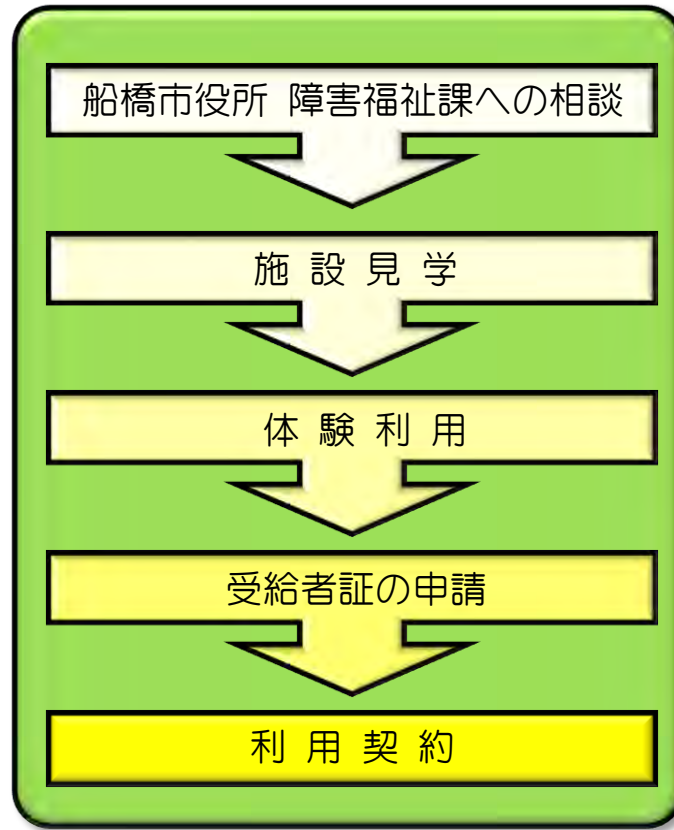 船橋市役所 障害福祉課への相談
施 設 見 学
体 験 利 用
受給者証の申請
利 用 契 約